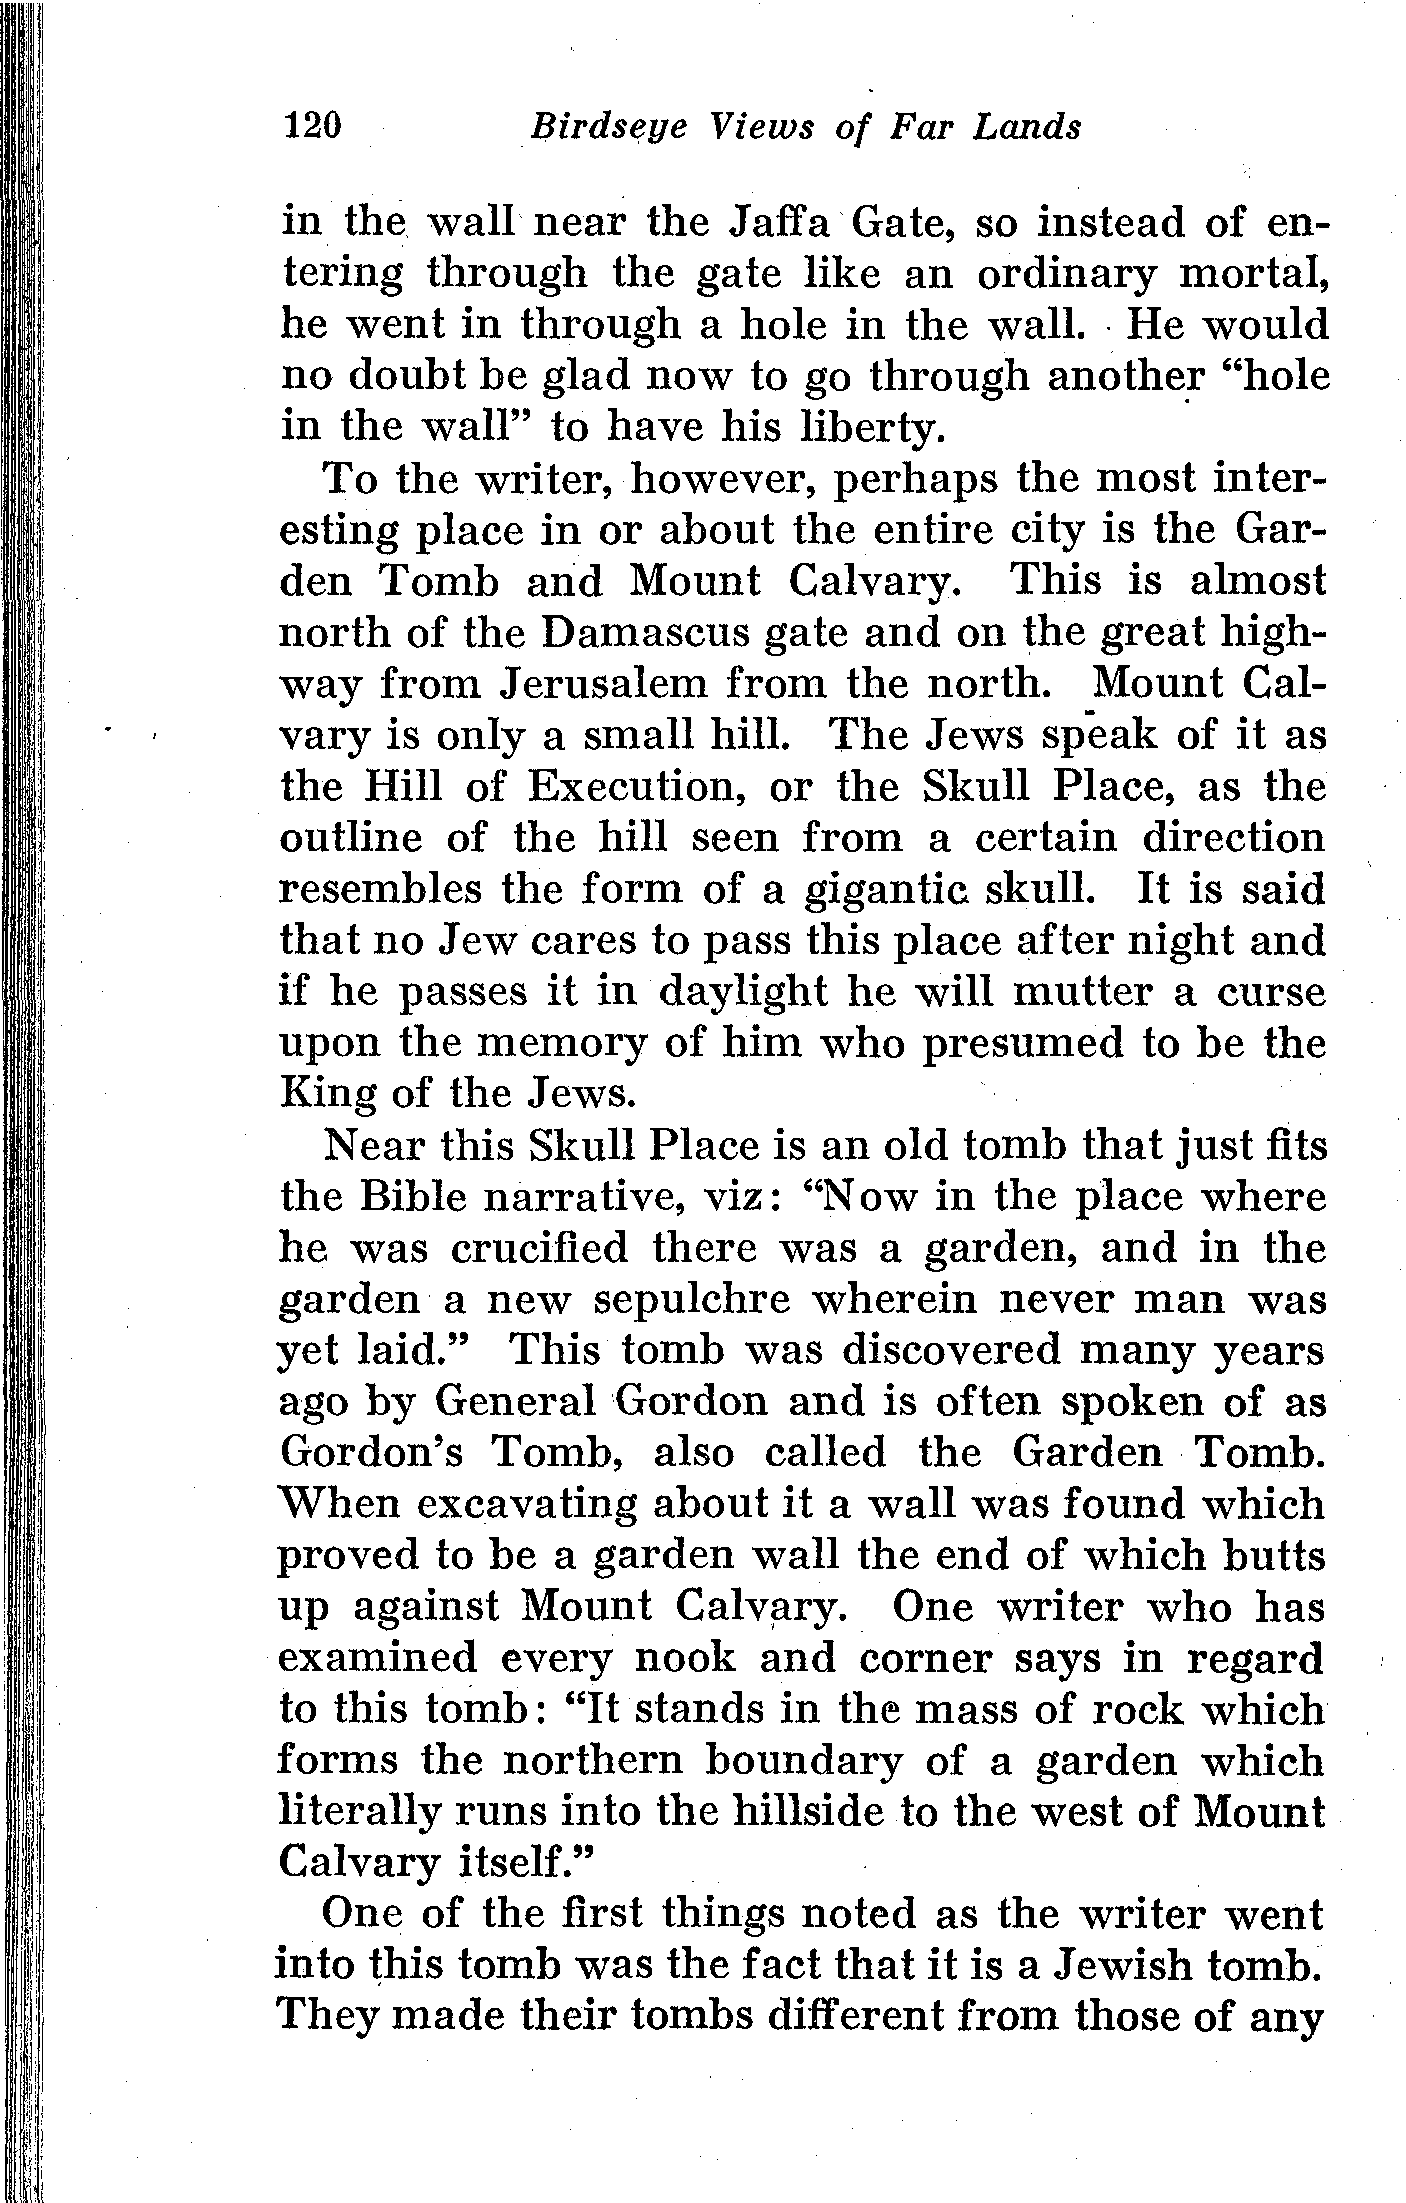 120 Birdseye Views of Far Lands
in the wall near the Jaffa Gate, so instead of en-
tering through the gate like an ordinary mortal,
he went in through a hole in the wall. He would
no doubt be glad now to go through another “hole
in the wall” to have his liberty.
To the writer, however, perhaps the most inter-
esting place in or about the entire city is the Gar-
den Tomb and Mount Calvary. This is almost
north of the Damascus gate and on the great high-
way from Jerusalem from the north. Mount Cal-
vary is only a small hill. The Jews speak of it as
the Hill of Execution, or the Skull Place, as the
outline of the hill seen from a certain direction
resembles the form of a gigantic skull. It is said
that no Jew cares to pass this place after night and
if he passes it in daylight he will mutter a curse
upon the memory of him who presumed to be the
King of the Jews.
Near this Skull Place is an old tomb that just fits
the Bible narrative, viz: “Now in the place where
he was crucified there was a garden, and in the
garden a new sepulchre wherein never man was
yet laid.” This tomb was discovered many years
ago by General Gordon and is often spoken of as
Gordon’s Tomb, also called the Garden Tomb.
When excavating about it a wall was found which
proved to be a garden wall the end of which butts
up against Mount Calvary. One writer who has
examined every nook and corner says in regard
to this tomb: “It stands in the mass of rock which
forms the northern boundary of a garden which
literally runs into the hillside to the west of Mount
Calvary itself.”
One of the first things noted as the writer went
into this tomb was the fact that it is a Jewish tomb.
They made their tombs different from those of any